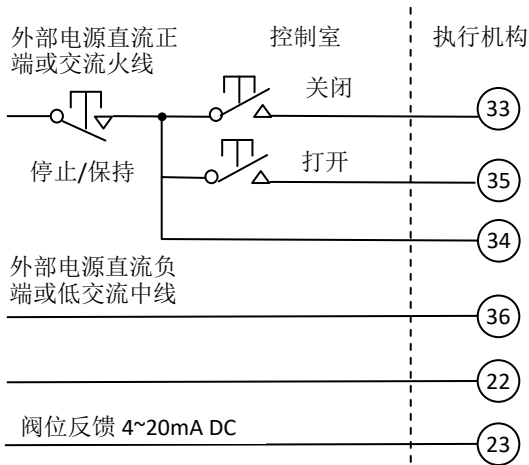 外部电源直流正
端或交流火线
控制室
执行机构
关闭
33
停止/保持
打开
35
34
外部电源直流负
端或低交流中线
36
22
阀位反馈 4~20mA DC
23